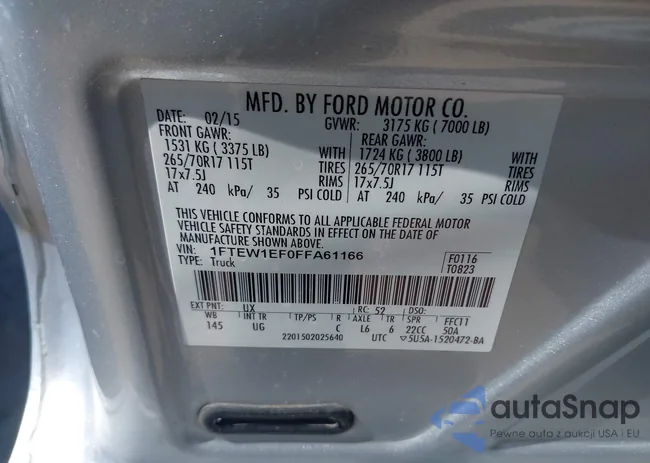 MFD. BY FORD MOTOR CO.
DATE: 02/15 GVWR: 3175 KG ( 7000 LB)
FRONT GAWR: REAR GAWR:
1531 KG ( 3375 LB) WITH 1724 KG ( 3800 LB) WITH
265/70R17 115T TIRES 265/70R17 115T TIRES
17x7.5J RIMS 17x7.5J RIMS
AT 240 kPa/ 35 PSI COLD AT 240 kPa/ 35 PSI COLD
THIS VEHICLE CONFORMS TO ALL APPLICABLE FEDERAL MOTOR
VEHICLE SAFETY STANDARDS IN EFFECT ON THE DATE OF
MANUFACTURE SHOWN ABOVE.
VIN: 1FTEW1EF0FFA61166 F0116
TYPE: Truck T0823
EXT PNT: UX RC: 52 DSO:
WB INT TR TP/PS R AXLE TR SPR FFC11
145 UG C L6 6 22CC 50A
2201502025640 UTC ▽5U5A-1520472-BA
autaSnap
Pewne auta z aukcji USA i EU